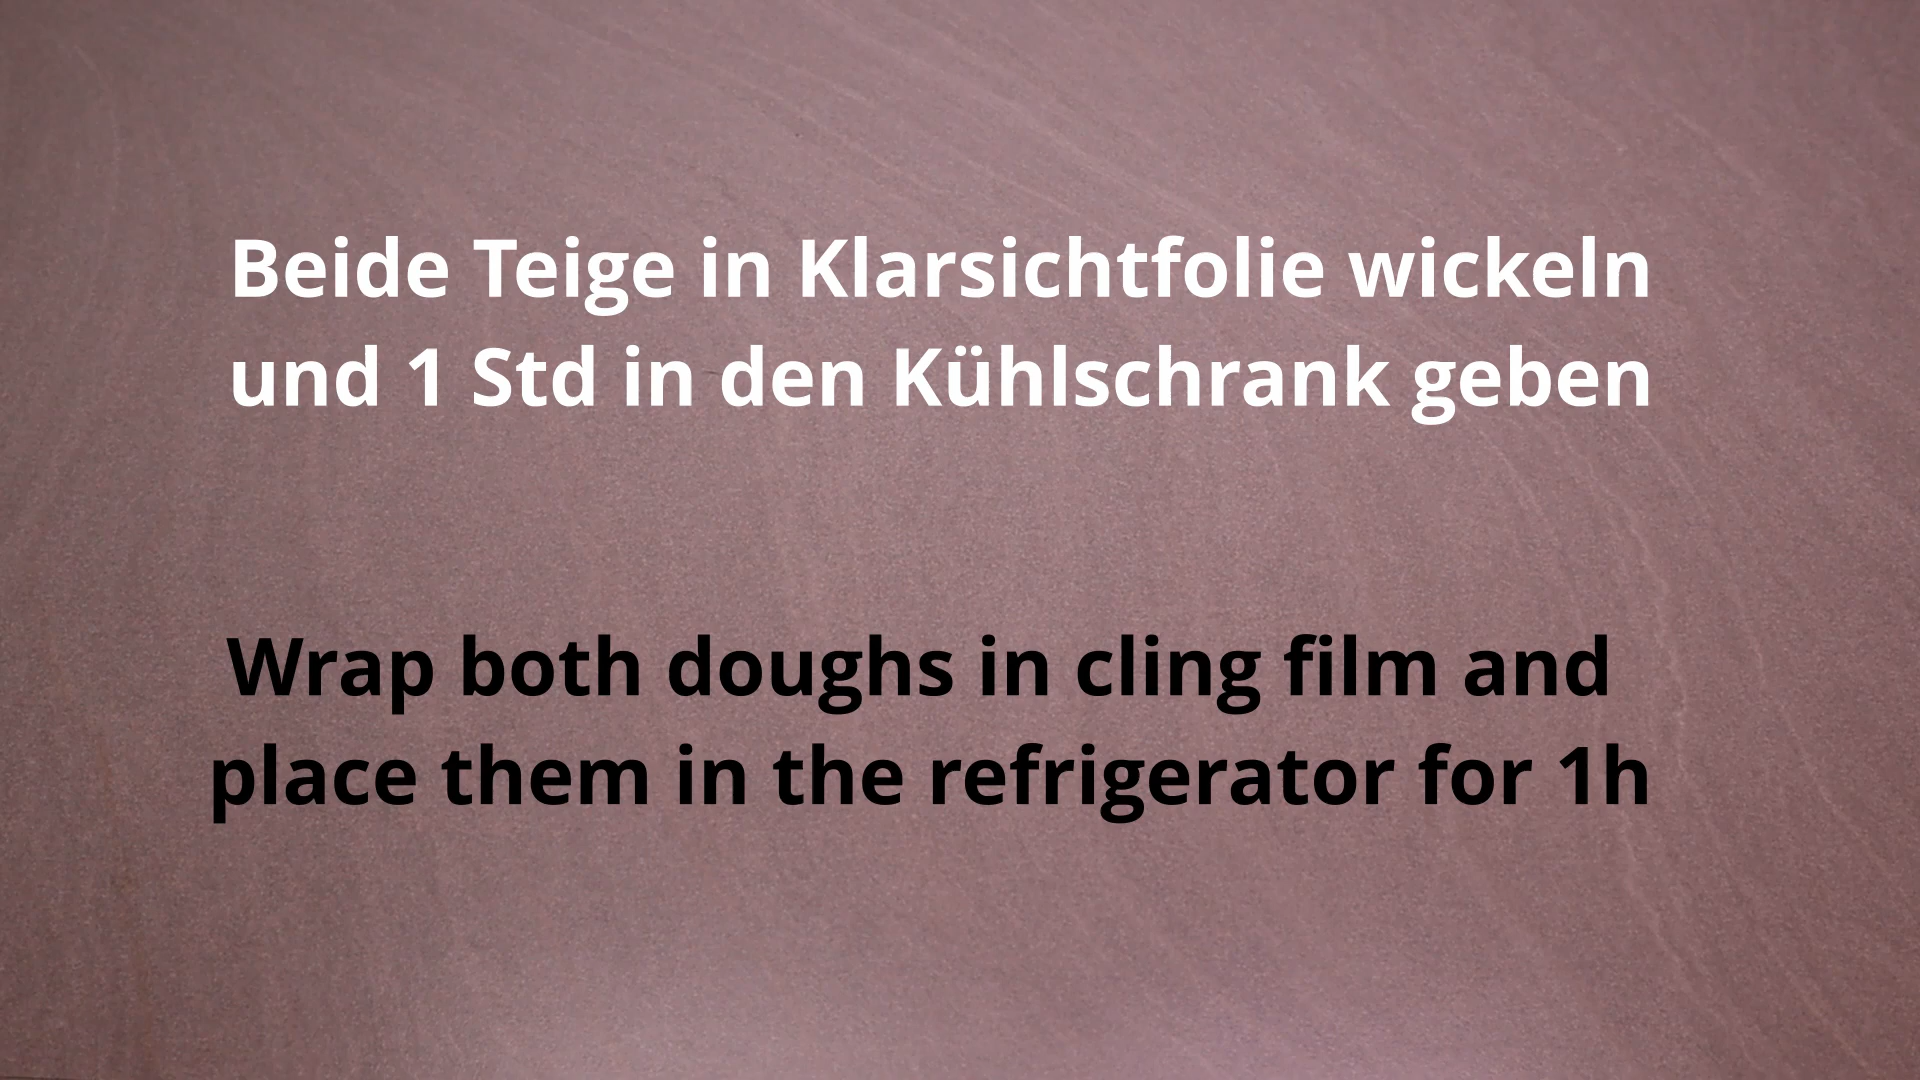 Beide Teige in Klarsichtfolie wickeln
und 1 Std in den Kühlschrank geben
Wrap both doughs in cling film and
place them in the refrigerator for 1h